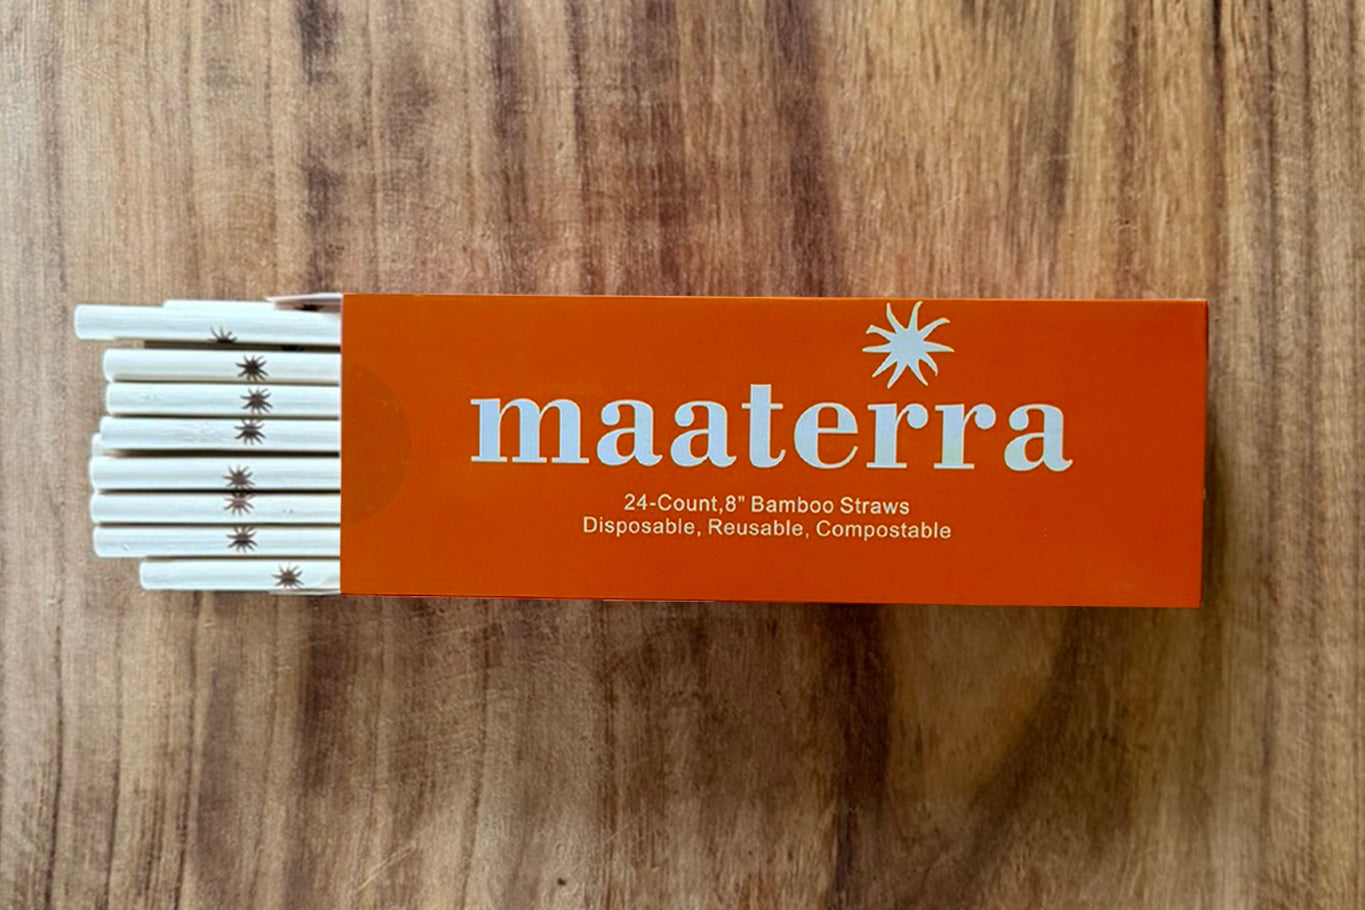 maaterra
24-Count,8" Bamboo Straws
Disposable, Reusable, Compostable